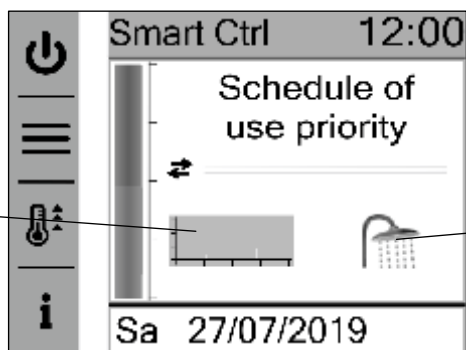 Smart Ctrl 12:00
Schedule of
use priority
i
Sa 27/07/2019